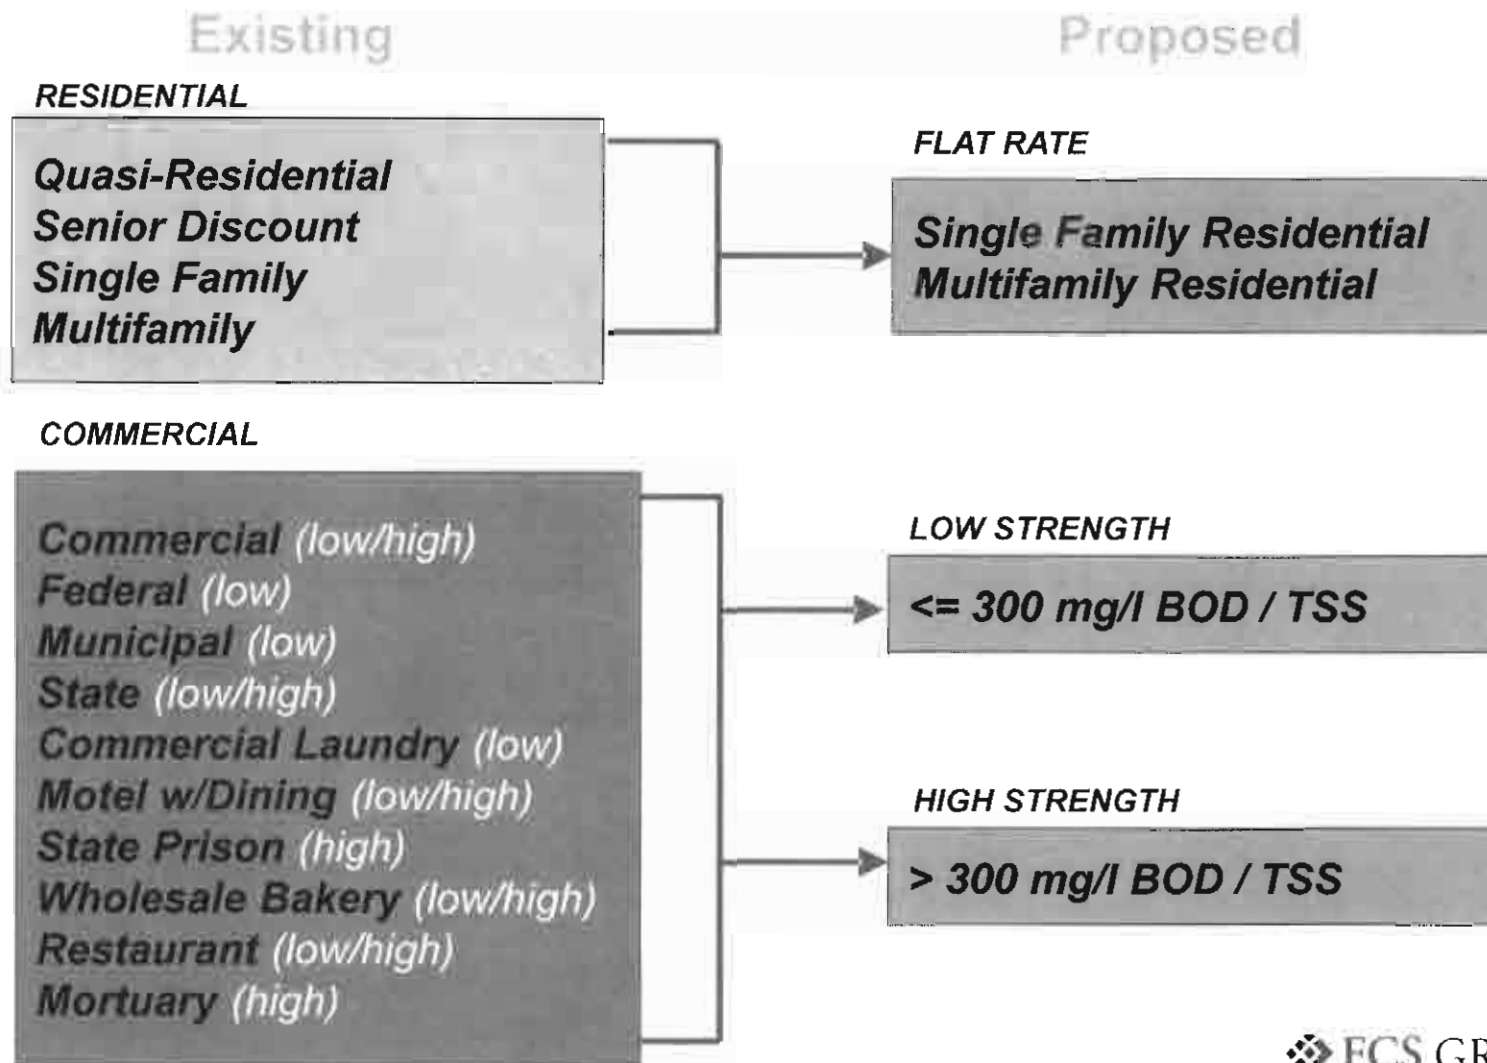 Existing
Proposed
RESIDENTIAL
Quasi-Residential
Senior Discount
Single Family
Multifamily
FLAT RATE
Single Family Residential
Multifamily Residential
COMMERCIAL
Commercial (low/high)
Federal (low)
Municipal (low)
State (low/high)
Commercial Laundry (low)
Motel w/Dining (low/high)
State Prison (high)
Wholesale Bakery (low/high)
Restaurant (low/high)
Mortuary (high)
LOW STRENGTH
<= 300 mg/l BOD / TSS
HIGH STRENGTH
> 300 mg/l BOD / TSS
FCS GR